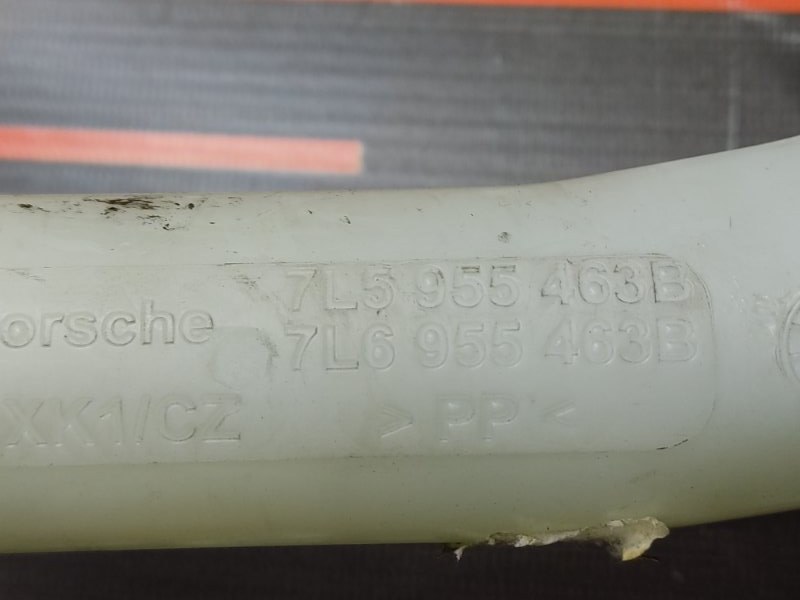 7L5 955 463B
orsche 7L6 955 463B
XK1/CZ > PP <